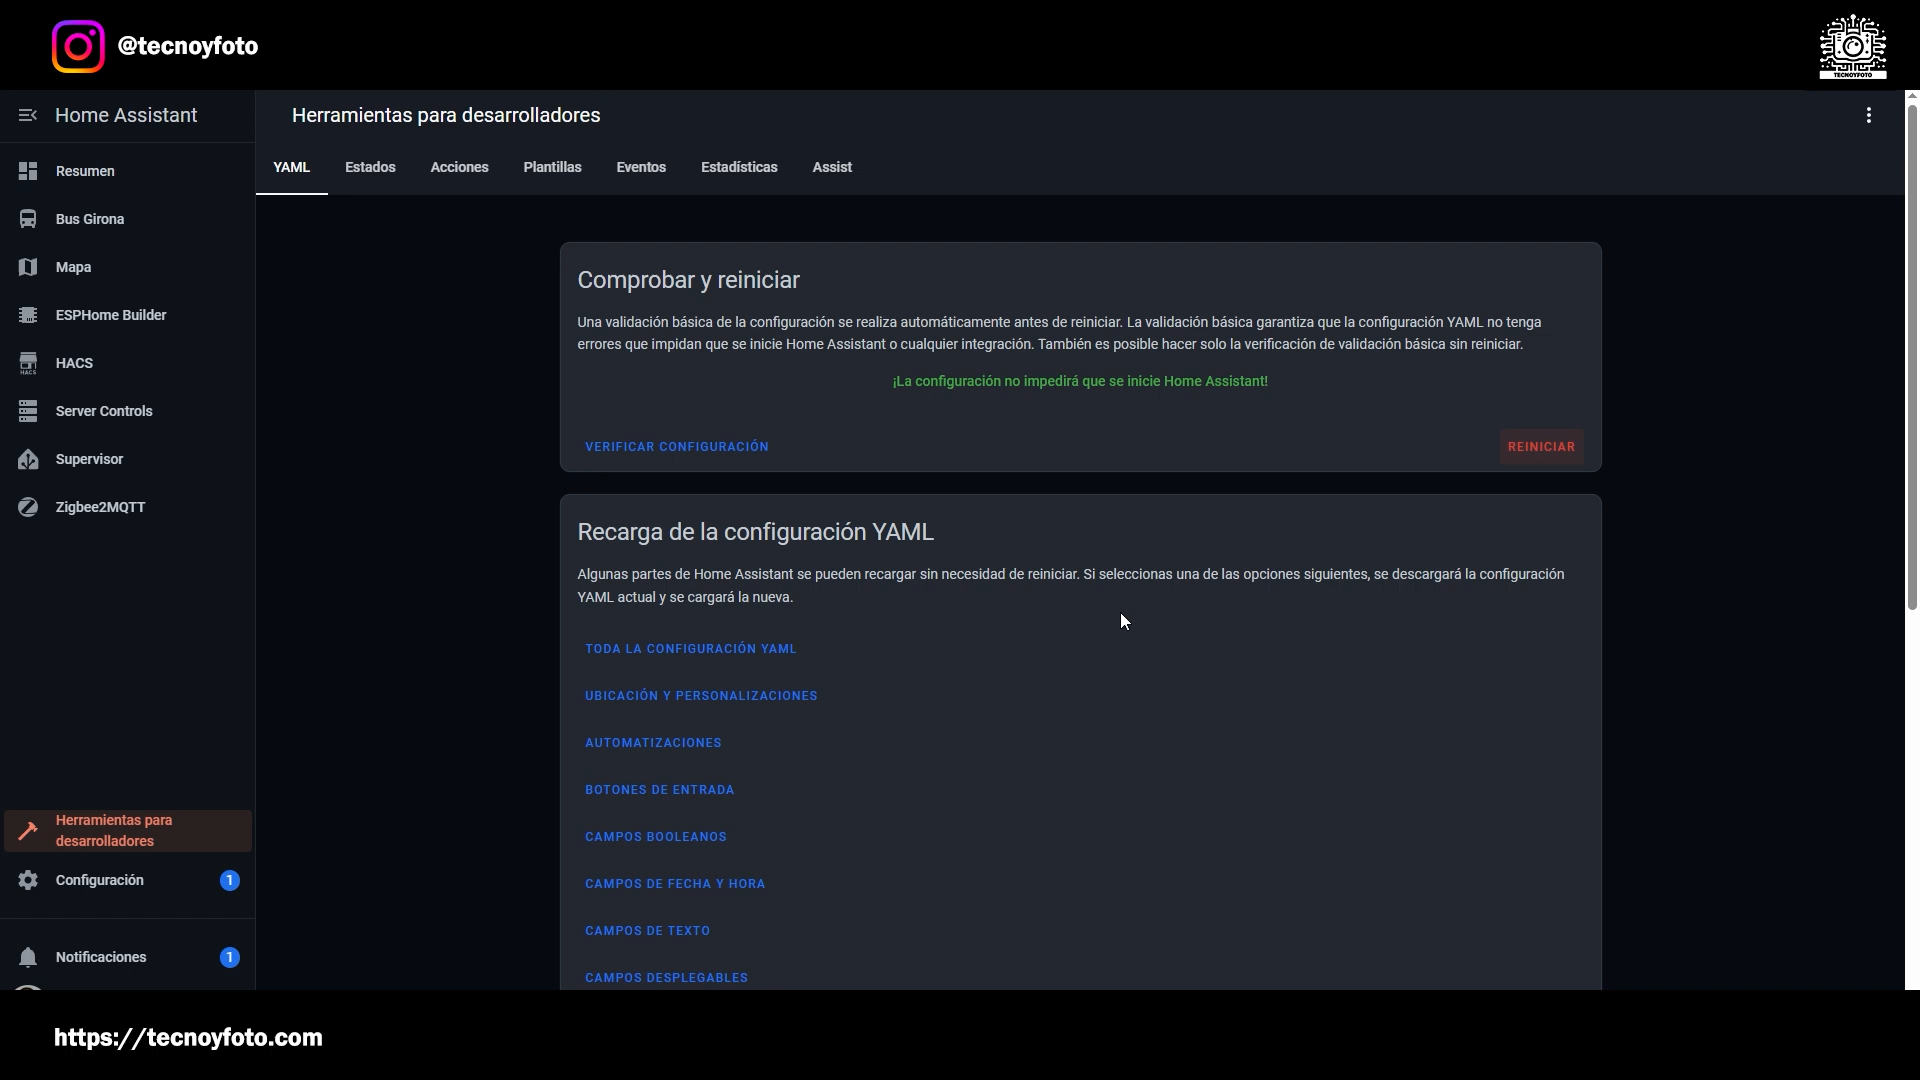 @tecnoyfoto
TECNOYFOTO
Home Assistant
Herramientas para desarrolladores
YAML
Estados
Acciones
Plantillas
Eventos
Estadísticas
Assist
Resumen
Bus Girona
Mapa
ESPHome Builder
HACS
HACS
Server Controls
Supervisor
Zigbee2MQTT
Herramientas para
desarrolladores
Configuración
1
Notificaciones
1
Comprobar y reiniciar
Una validación básica de la configuración se realiza automáticamente antes de reiniciar. La validación básica garantiza que la configuración YAML no tenga
errores que impidan que se inicie Home Assistant o cualquier integración. También es posible hacer solo la verificación de validación básica sin reiniciar.
¡La configuración no impedirá que se inicie Home Assistant!
VERIFICAR CONFIGURACIÓN
REINICIAR
Recarga de la configuración YAML
Algunas partes de Home Assistant se pueden recargar sin necesidad de reiniciar. Si seleccionas una de las opciones siguientes, se descargará la configuración
YAML actual y se cargará la nueva.
TODA LA CONFIGURACIÓN YAML
UBICACIÓN Y PERSONALIZACIONES
AUTOMATIZACIONES
BOTONES DE ENTRADA
CAMPOS BOOLEANOS
CAMPOS DE FECHA Y HORA
CAMPOS DE TEXTO
CAMPOS DESPLEGABLES
https://tecnoyfoto.com